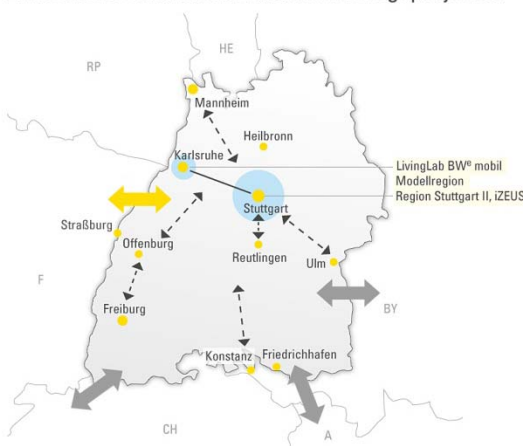 HE
RP
Mannheim
Heilbronn
Karlsruhe
LivingLab BWe mobil
Modellregion
Region Stuttgart II, iZEUS
Stuttgart
Straßburg
Offenburg
Reutlingen
Ulm
F
BY
Freiburg
Konstanz
Friedrichhafen
CH
A